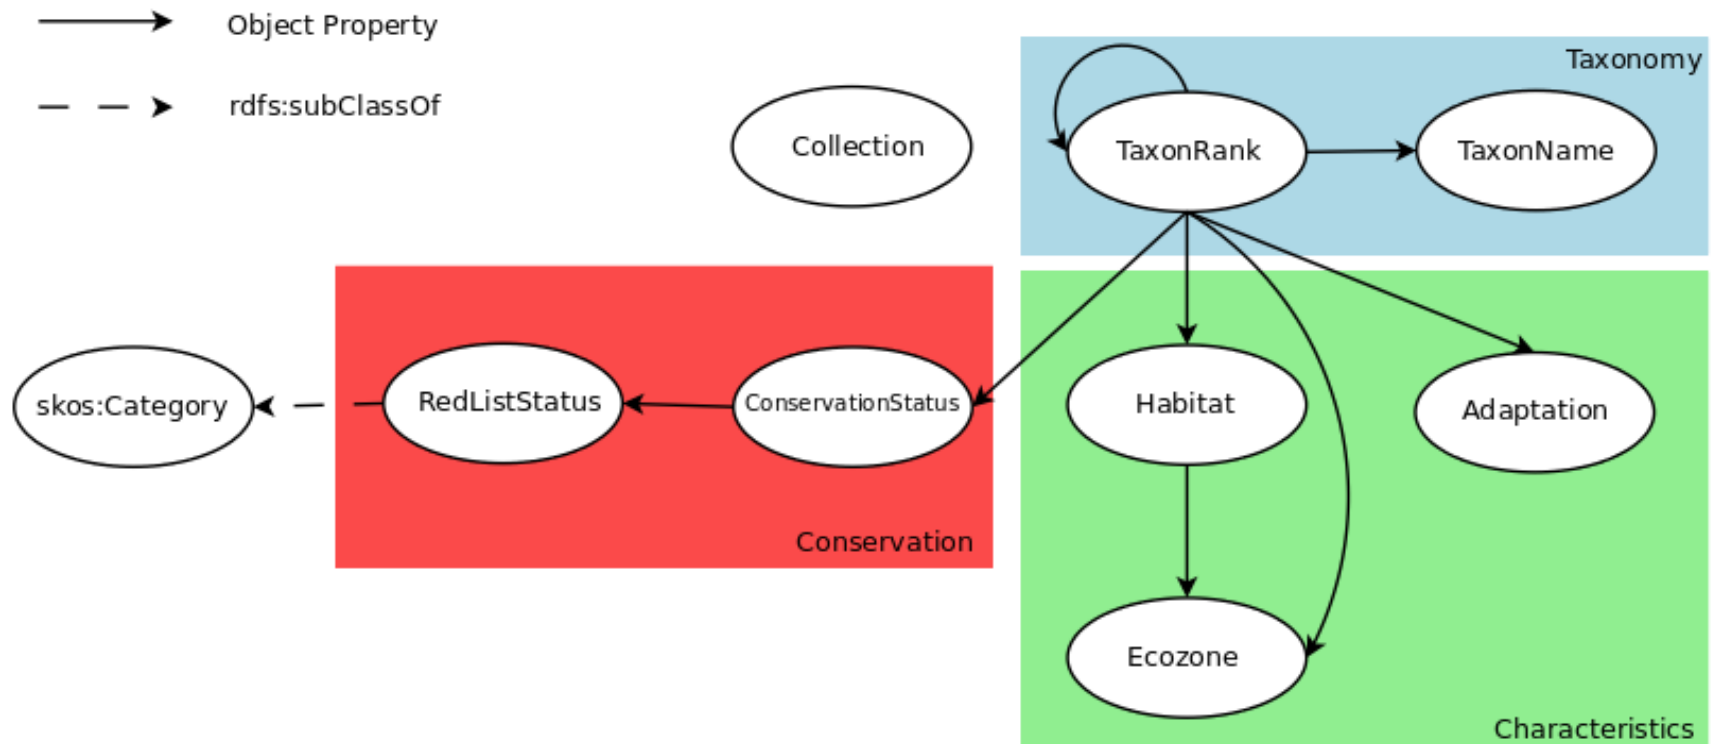 Object Property
rdfs:subClassOf
Taxonomy
Collection
TaxonRank
TaxonName
skos:Category
RedListStatus
ConservationStatus
Habitat
Adaptation
Conservation
Ecozone
Characteristics